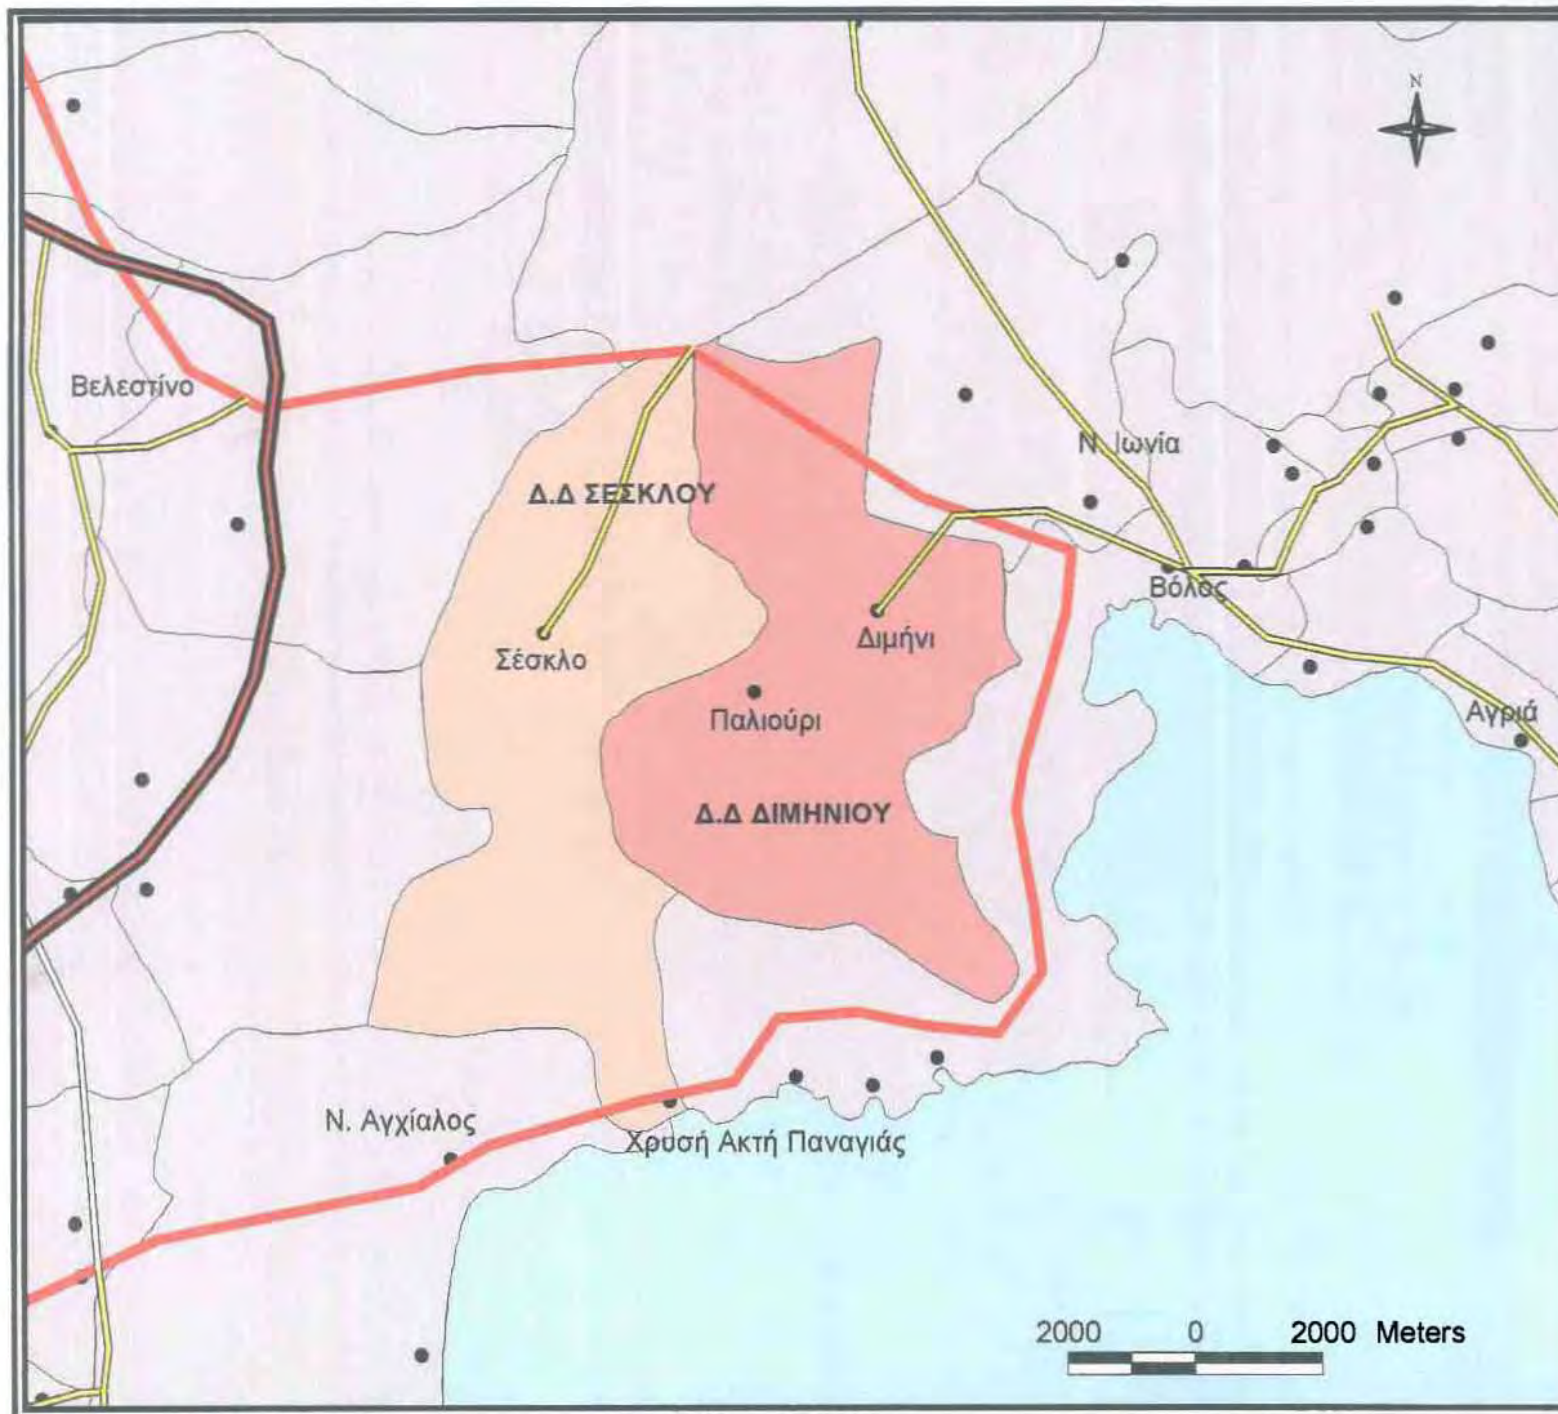 N
Βελεστίνο
Ν. Ιωνία
Δ.Δ ΣΕΣΚΛΟΥ
Βόλος
Διμήνι
Σέσκλο
Παλιούρι
Αγριά
Δ.Δ ΔΙΜΗΝΙΟΥ
Ν. Αγχίαλος
Χρυσή Ακτή Παναγιάς
2000 0 2000 Meters